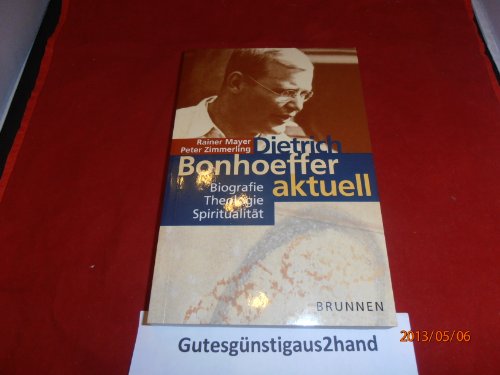 Rainer Mayer
Peter Zimmerling
Dietrich
Bonhoeffer
aktuell
Biografie
Theologie
Spiritualität
BRUNNEN
2013/05/06
Gutesgünstigaus2hand